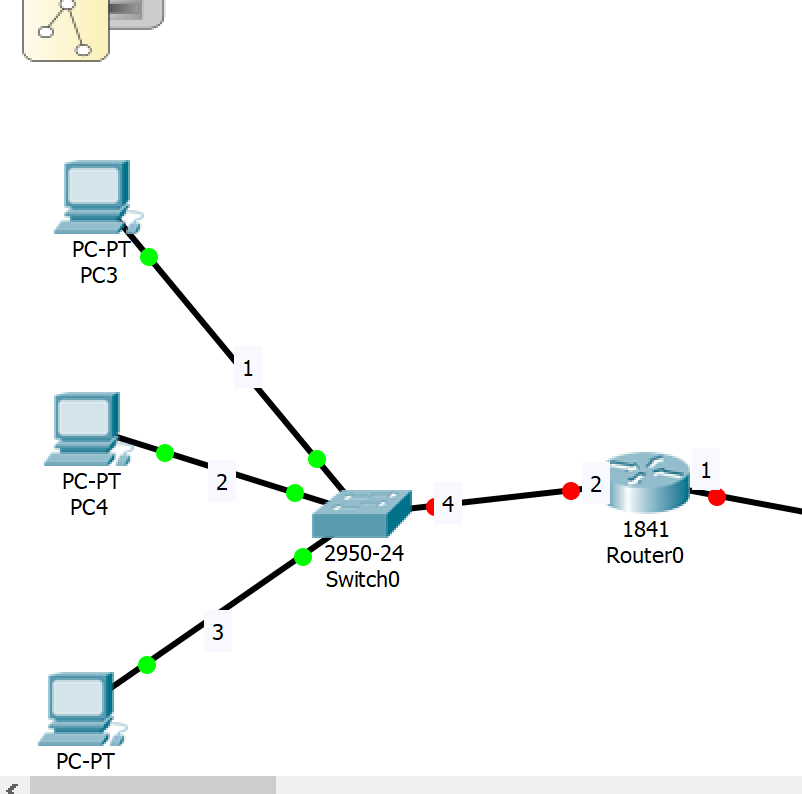 PC-PT
PC3
1
PC-PT
PC4
2
4
2
1
1841
Router0
2950-24
Switch0
3
PC-PT